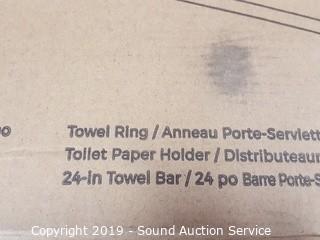 Towel Ring / Anneau Porte-Serviett
Toilet Paper Holder / Distributeaur
24-in Towel Bar / 24 po Barre Porte-S
Copyright 2019 - Sound Auction Service